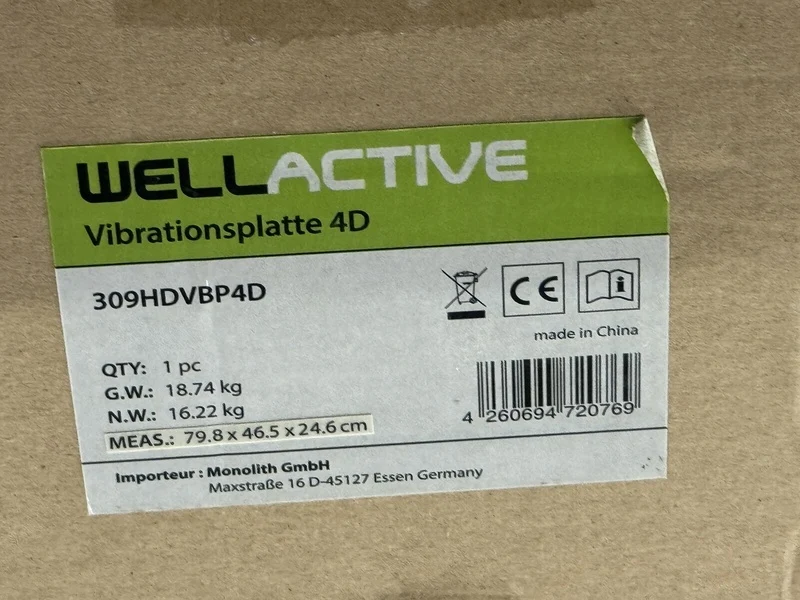 WELLACTIVE
Vibrationsplatte 4D
309HDVBP4D
CE
made in China
QTY: 1 pc
G.W.: 18.74 kg
N.W.: 16.22 kg
MEAS.: 79.8 x 46.5 x 24.6 cm
4 260694 720769
Importeur : Monolith GmbH
Maxstraße 16 D-45127 Essen Germany